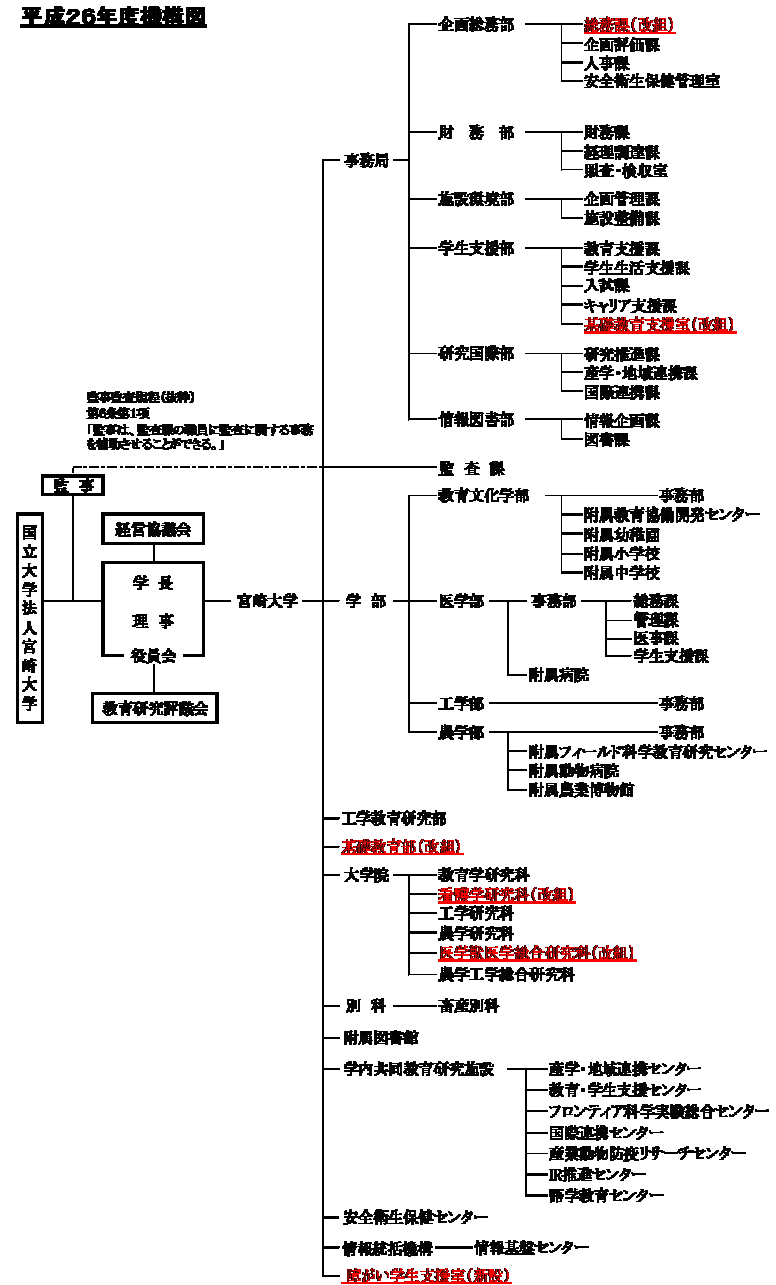 平成26年度機構図
企画総務部
総務課(改組)
企画評価課
人事課
安全衛生保健管理室
財 務 部
財務課
経理調達課
照査・検収室
事務局
施設環境部
企画管理課
施設整備課
学生支援部
教育支援課
学生生活支援課
入試課
キャリア支援課
基礎教育支援室(改組)
研究国際部
研究推進課
産学・地域連携課
国際連携課
情報図書部
情報企画課
図書課
監事監査規程(抜粋)
第6条第1項
「監事は、監査課の職員に監査に関する事務
を補助させることができる。」
監 査 課
監 事
国立大学法人宮崎大学
経営協議会
学 長
理 事
役員会
教育研究評議会
宮崎大学
学 部
教育文化学部
事務部
附属教育協働開発センター
附属幼稚園
附属小学校
附属中学校
医学部
事務部
総務課
管理課
医事課
学生支援課
附属病院
工学部
事務部
農学部
事務部
附属フィールド科学教育研究センター
附属動物病院
附属農業博物館
工学教育研究部
基礎教育部(改組)
大学院
教育学研究科
看護学研究科(改組)
工学研究科
農学研究科
医学獣医学総合研究科(改組)
農学工学総合研究科
別 科
畜産別科
附属図書館
学内共同教育研究施設
産学・地域連携センター
教育・学生支援センター
フロンティア科学実験総合センター
国際連携センター
産業動物防疫リサーチセンター
IR推進センター
語学教育センター
安全衛生保健センター
情報統括機構
情報基盤センター
障がい学生支援室(新設)